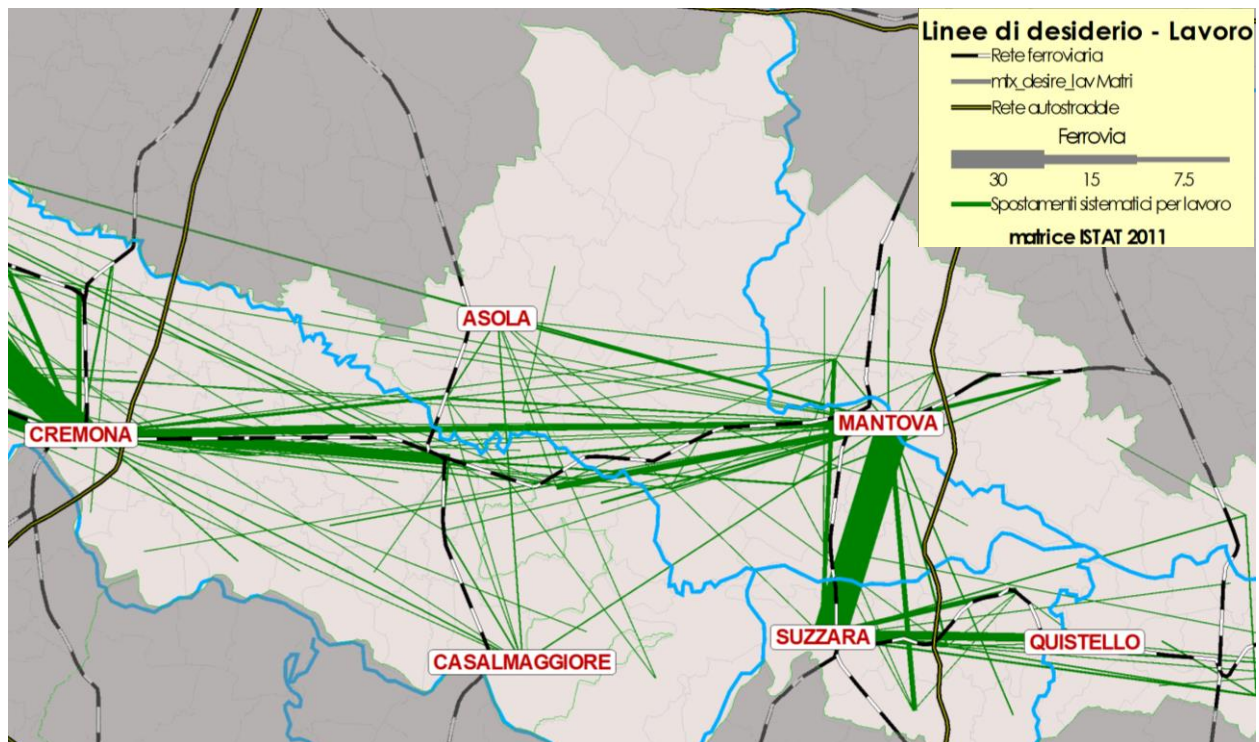 Linee di desiderio - Lavoro
Rete ferroviaria
mtx_desire_lav Matri
Rete autostradale
Ferrovia
30 15 7.5
Spostamenti sistematici per lavoro
matrice ISTAT 2011
ASOLA
MANTOVA
CREMONA
SUZZARA
QUISTELLO
CASALMAGGIORE